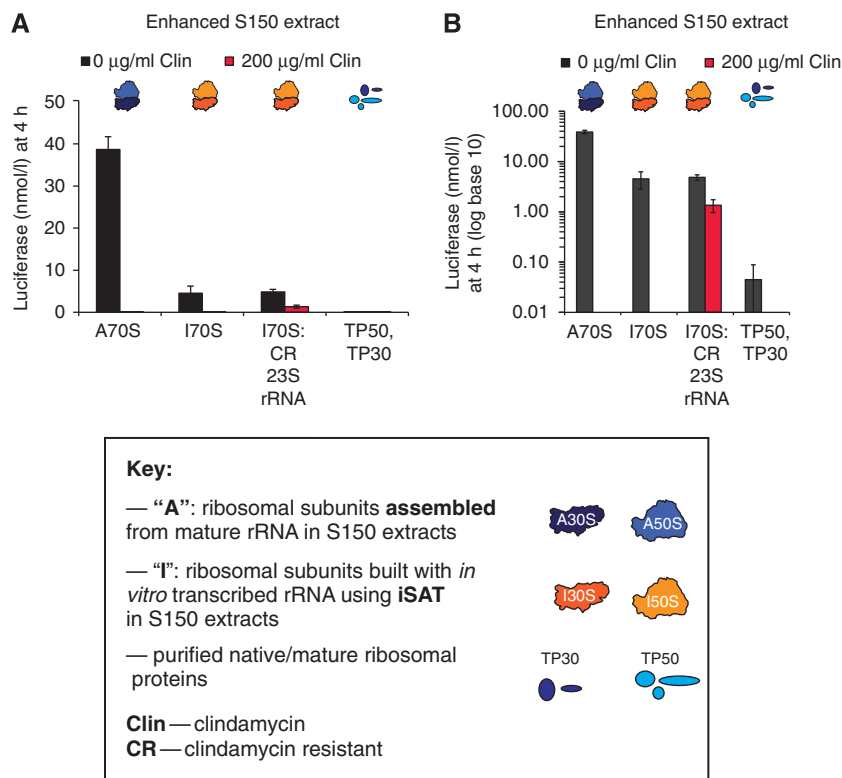 A
Enhanced S150 extract
0 µg/ml Clin 200 µg/ml Clin
Luciferase (nmol/l) at 4 h
50
40
30
20
10
0
A70S
I70S
I70S:
CR
23S
rRNA
TP50,
TP30
B
Enhanced S150 extract
0 µg/ml Clin 200 µg/ml Clin
Luciferase (nmol/l)
at 4 h (log base 10)
100.00
10.00
1.00
0.10
0.01
A70S
I70S
I70S:
CR
23S
rRNA
TP50,
TP30
Key:
— “A”: ribosomal subunits assembled
from mature rRNA in S150 extracts
A30S A50S
— “I”: ribosomal subunits built with in
vitro transcribed rRNA using iSAT
in S150 extracts
I30S I50S
— purified native/mature ribosomal
proteins
TP30 TP50
Clin — clindamycin
CR — clindamycin resistant